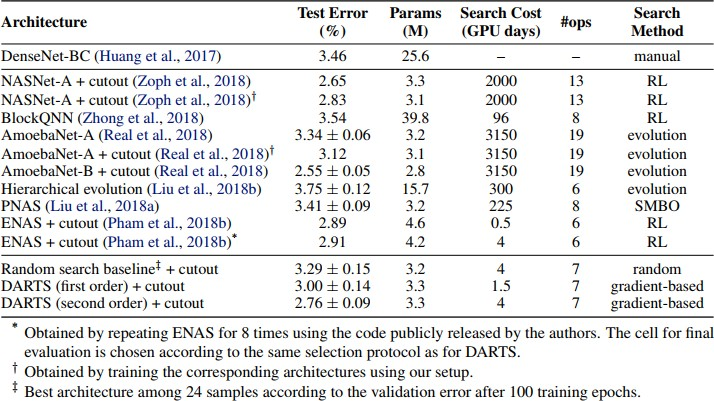 Architecture Test Error (%) Params (M) Search Cost (GPU days) #ops Search Method
DenseNet-BC (Huang et al., 2017) 3.46 25.6 – – manual
NASNet-A + cutout (Zoph et al., 2018) 2.65 3.3 2000 13 RL
NASNet-A + cutout (Zoph et al., 2018)† 2.83 3.1 2000 13 RL
BlockQNN (Zhong et al., 2018) 3.54 39.8 96 8 RL
AmoebaNet-A (Real et al., 2018) 3.34 ± 0.06 3.2 3150 19 evolution
AmoebaNet-A + cutout (Real et al., 2018)† 3.12 3.1 3150 19 evolution
AmoebaNet-B + cutout (Real et al., 2018) 2.55 ± 0.05 2.8 3150 19 evolution
Hierarchical evolution (Liu et al., 2018b) 3.75 ± 0.12 15.7 300 6 evolution
PNAS (Liu et al., 2018a) 3.41 ± 0.09 3.2 225 8 SMBO
ENAS + cutout (Pham et al., 2018b) 2.89 4.6 0.5 6 RL
ENAS + cutout (Pham et al., 2018b)* 2.91 4.2 4 6 RL
Random search baseline‡ + cutout 3.29 ± 0.15 3.2 4 7 random
DARTS (first order) + cutout 3.00 ± 0.14 3.3 1.5 7 gradient-based
DARTS (second order) + cutout 2.76 ± 0.09 3.3 4 7 gradient-based
* Obtained by repeating ENAS for 8 times using the code publicly released by the authors. The cell for final
evaluation is chosen according to the same selection protocol as for DARTS.
† Obtained by training the corresponding architectures using our setup.
‡ Best architecture among 24 samples according to the validation error after 100 training epochs.